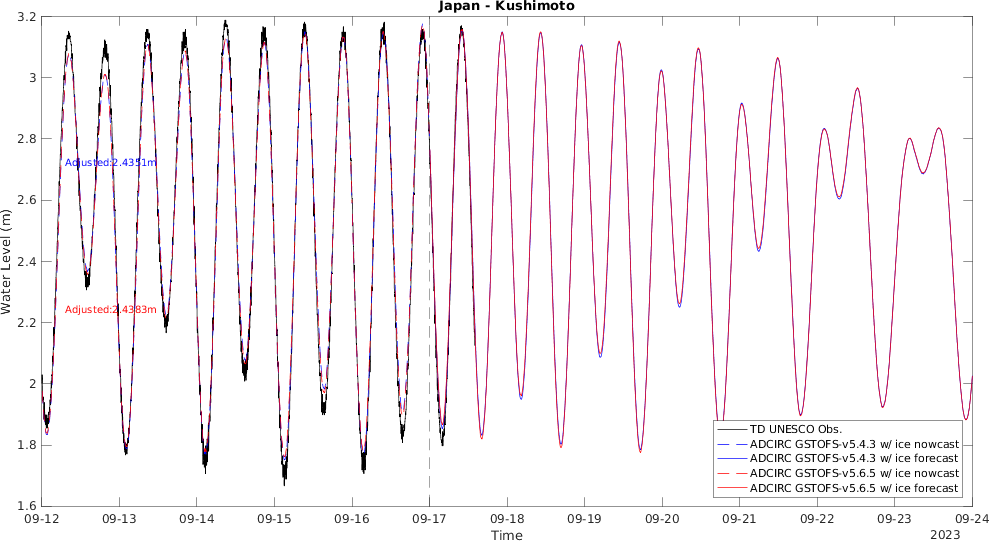 Japan - Kushimoto
3.2
3
2.8
2.6
2.4
2.2
2
1.8
1.6
Water Level (m)
Adjusted:2.4351m
Adjusted:2.4383m
TD UNESCO Obs.
ADCIRC GSTOFS-v5.4.3 w/ ice nowcast
ADCIRC GSTOFS-v5.4.3 w/ ice forecast
ADCIRC GSTOFS-v5.6.5 w/ ice nowcast
ADCIRC GSTOFS-v5.6.5 w/ ice forecast
09-12 09-13 09-14 09-15 09-16 09-17 09-18 09-19 09-20 09-21 09-22 09-23 09-24
Time
2023